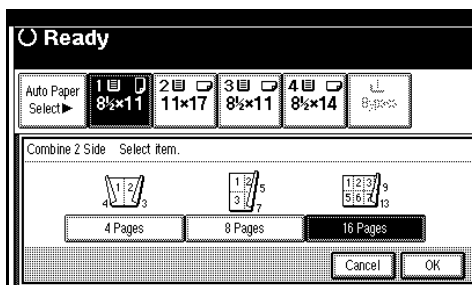 Ready
Auto Paper Select►
1 8½×11
2 11×17
3 8½×11
4 8½×14
Bypass
Combine 2 Side Select item.
1 2 4 3
1 2 3 5 7
1 2 3 5 6 7 9 13
4 Pages
8 Pages
16 Pages
Cancel
OK